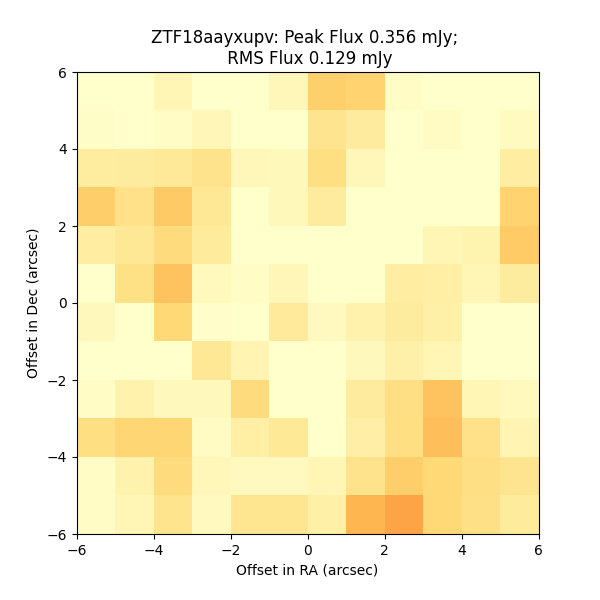 ZTF18aayxupv: Peak Flux 0.356 mJy;
RMS Flux 0.129 mJy
6
4
2
0
−2
−4
−6
Offset in Dec (arcsec)
−6 −4 −2 0 2 4 6
Offset in RA (arcsec)